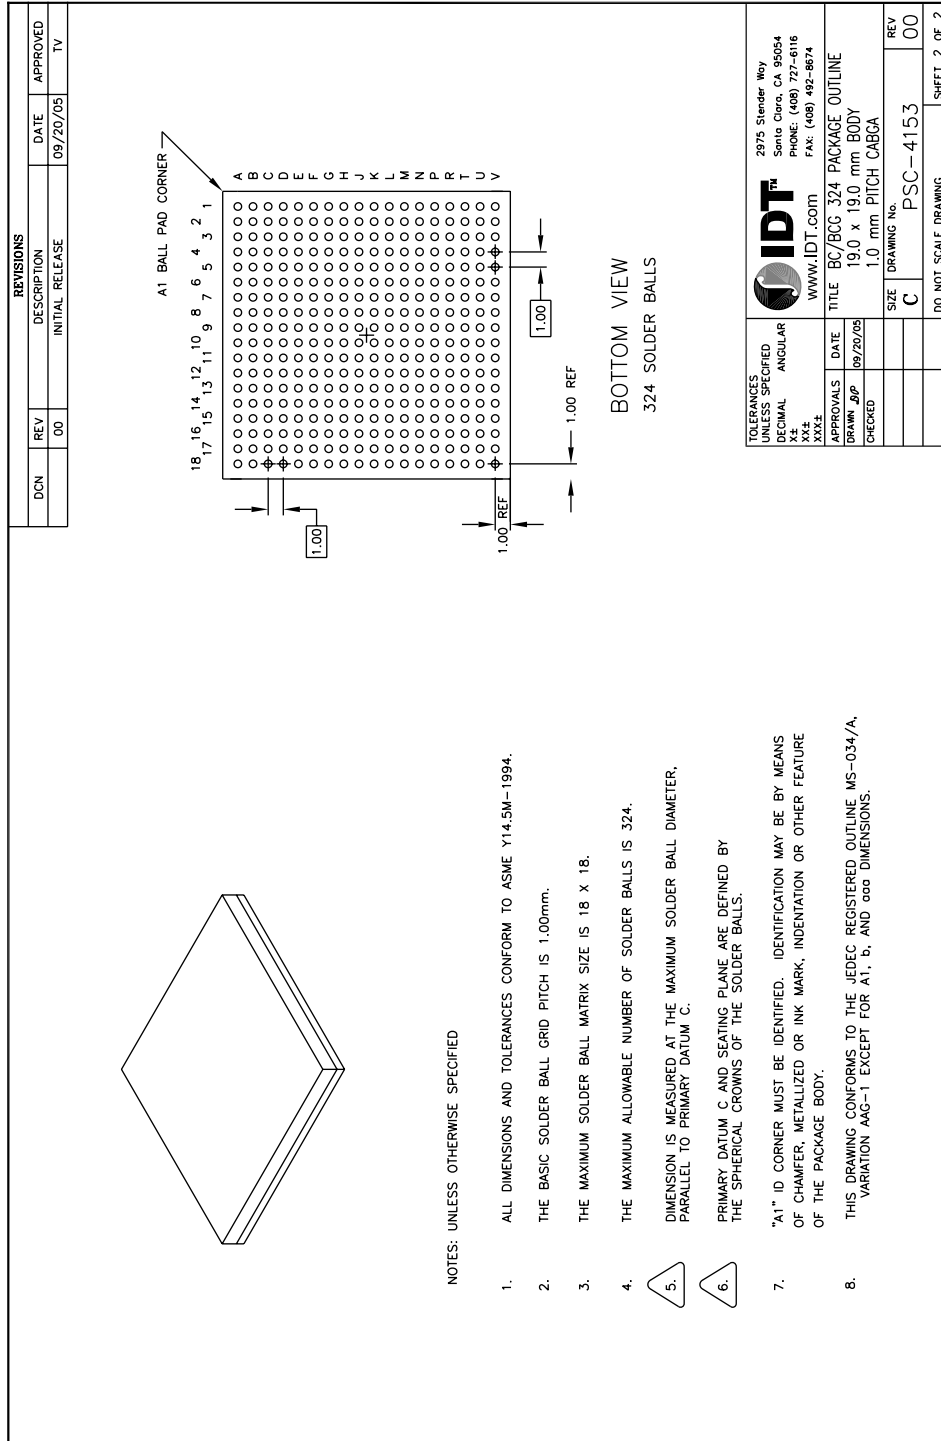 REVISIONS
DCN REV DESCRIPTION DATE APPROVED
00 INITIAL RELEASE 09/20/05 TV
A1 BALL PAD CORNER
18 17 16 15 14 13 12 11 10 9 8 7 6 5 4 3 2 1
A
B
C
D
E
F
G
H
J
K
L
M
N
P
R
T
U
V
1.00
1.00
1.00 REF
1.00 REF
BOTTOM VIEW
324 SOLDER BALLS
NOTES: UNLESS OTHERWISE SPECIFIED
1. ALL DIMENSIONS AND TOLERANCES CONFORM TO ASME Y14.5M-1994.
2. THE BASIC SOLDER BALL GRID PITCH IS 1.00mm.
3. THE MAXIMUM SOLDER BALL MATRIX SIZE IS 18 X 18.
4. THE MAXIMUM ALLOWABLE NUMBER OF SOLDER BALLS IS 324.
5. DIMENSION IS MEASURED AT THE MAXIMUM SOLDER BALL DIAMETER,
PARALLEL TO PRIMARY DATUM C.
6. PRIMARY DATUM C AND SEATING PLANE ARE DEFINED BY
THE SPHERICAL CROWNS OF THE SOLDER BALLS.
7. "A1" ID CORNER MUST BE IDENTIFIED. IDENTIFICATION MAY BE BY MEANS
OF CHAMFER, METALLIZED OR INK MARK, INDENTATION OR OTHER FEATURE
OF THE PACKAGE BODY.
8. THIS DRAWING CONFORMS TO THE JEDEC REGISTERED OUTLINE MS-034/A,
VARIATION AAG-1 EXCEPT FOR A1, b, AND aaa DIMENSIONS.
TOLERANCES
UNLESS SPECIFIED
DECIMAL ANGULAR
X±
XX±
XXX±
APPROVALS DATE
DRAWN 09/20/05
CHECKED
IDT™
www.IDT.com
2975 Stender Way
Santa Clara, CA 95054
PHONE: (408) 727-6116
FAX: (408) 492-8674
TITLE BC/BCG 324 PACKAGE OUTLINE
19.0 x 19.0 mm BODY
1.0 mm PITCH CABGA
SIZE DRAWING No. REV
C PSC-4153 00
DO NOT SCALE DRAWING SHEET 2 OF 2